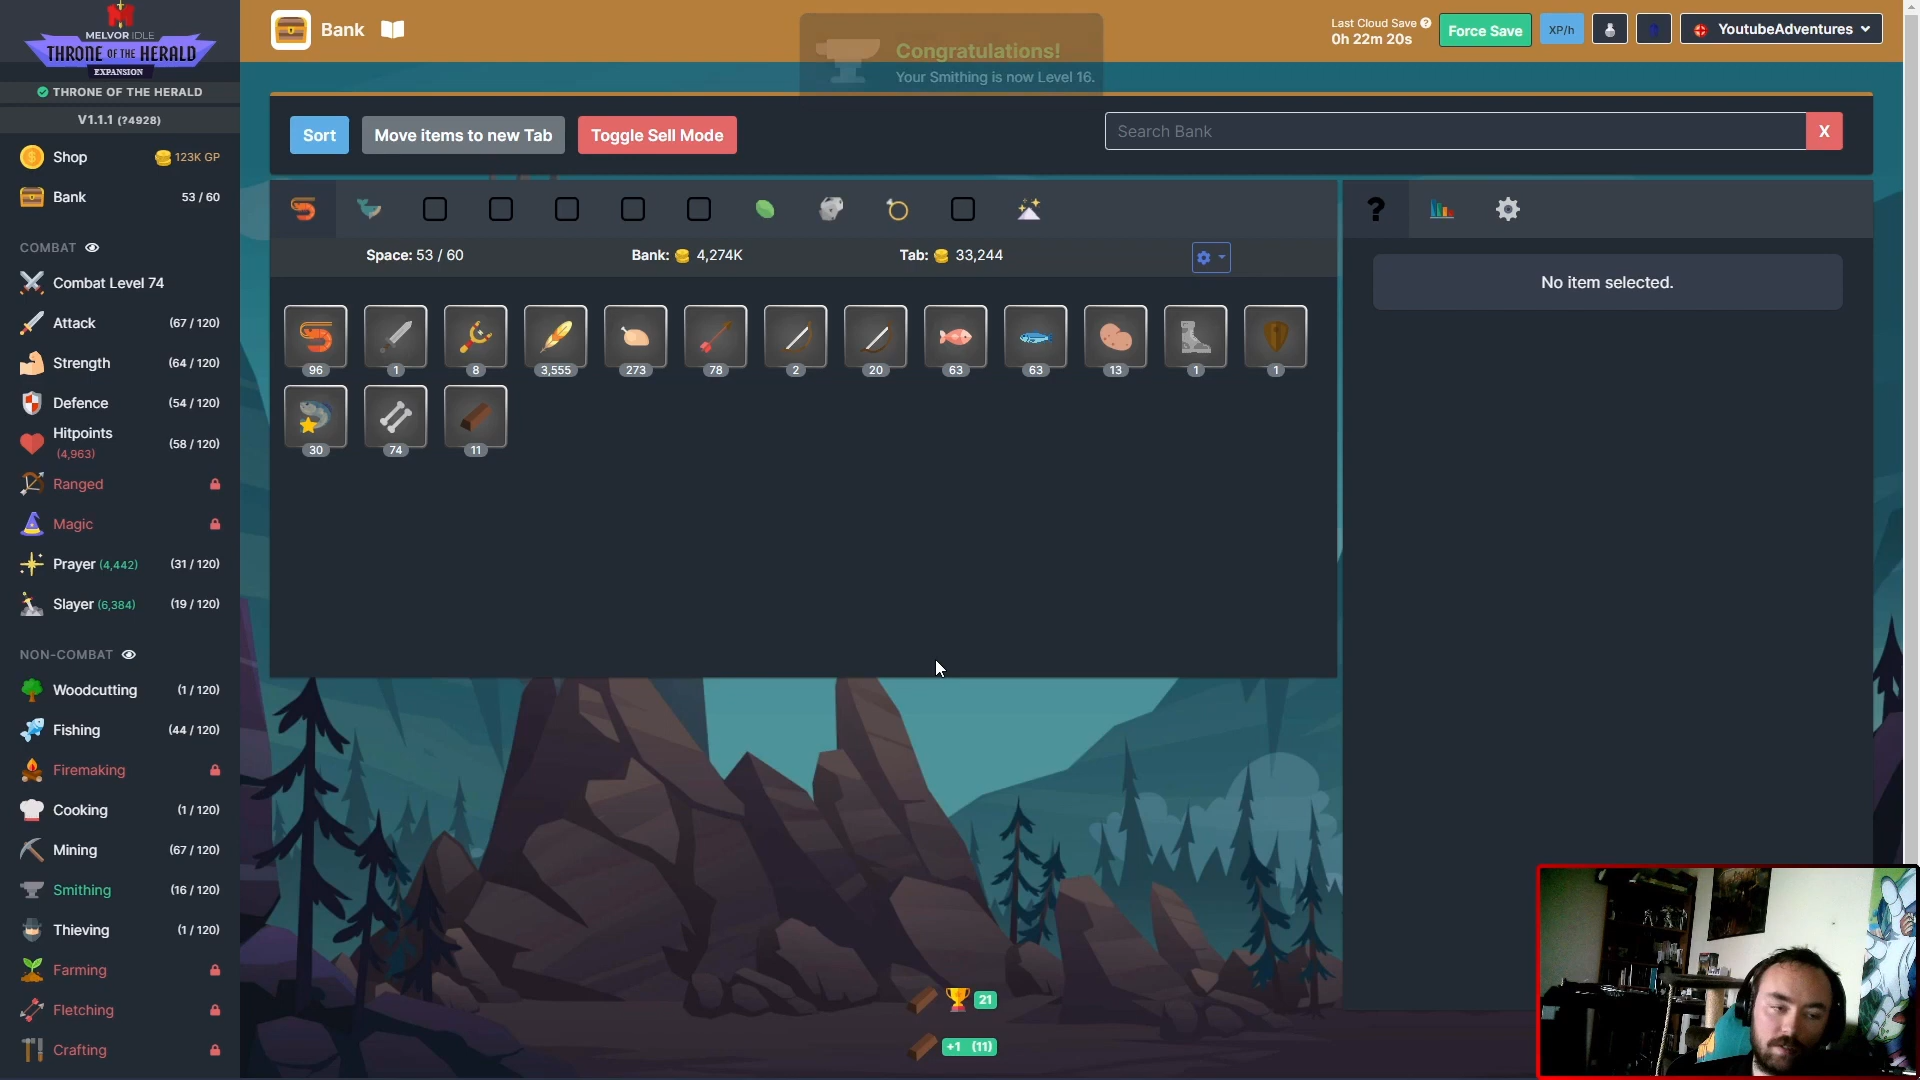 MELVOR IDLE
THRONE OF THE HERALD
EXPANSION
THRONE OF THE HERALD
V1.1.1 (?4928)
Shop 123K GP
Bank 53 / 60
COMBAT
Combat Level 74
Attack (67 / 120)
Strength (64 / 120)
Defence (54 / 120)
Hitpoints (58 / 120)
(4,963)
Ranged
Magic
Prayer (4,442) (31 / 120)
Slayer (6,384) (19 / 120)
NON-COMBAT
Woodcutting (1 / 120)
Fishing (44 / 120)
Firemaking
Cooking (1 / 120)
Mining (67 / 120)
Smithing (16 / 120)
Thieving (1 / 120)
Farming
Fletching
Crafting
Bank
Congratulations!
Your Smithing is now Level 16.
Last Cloud Save ?
0h 22m 20s
Force Save
XP/h
YoutubeAdventures
Sort
Move items to new Tab
Toggle Sell Mode
Search Bank
X
Space: 53 / 60
Bank: 4,274K
Tab: 33,244
96 1 8 3,555 273 78 2 20 63 63 13 1 1
30 74 11
?
No item selected.
21
+1 (11)